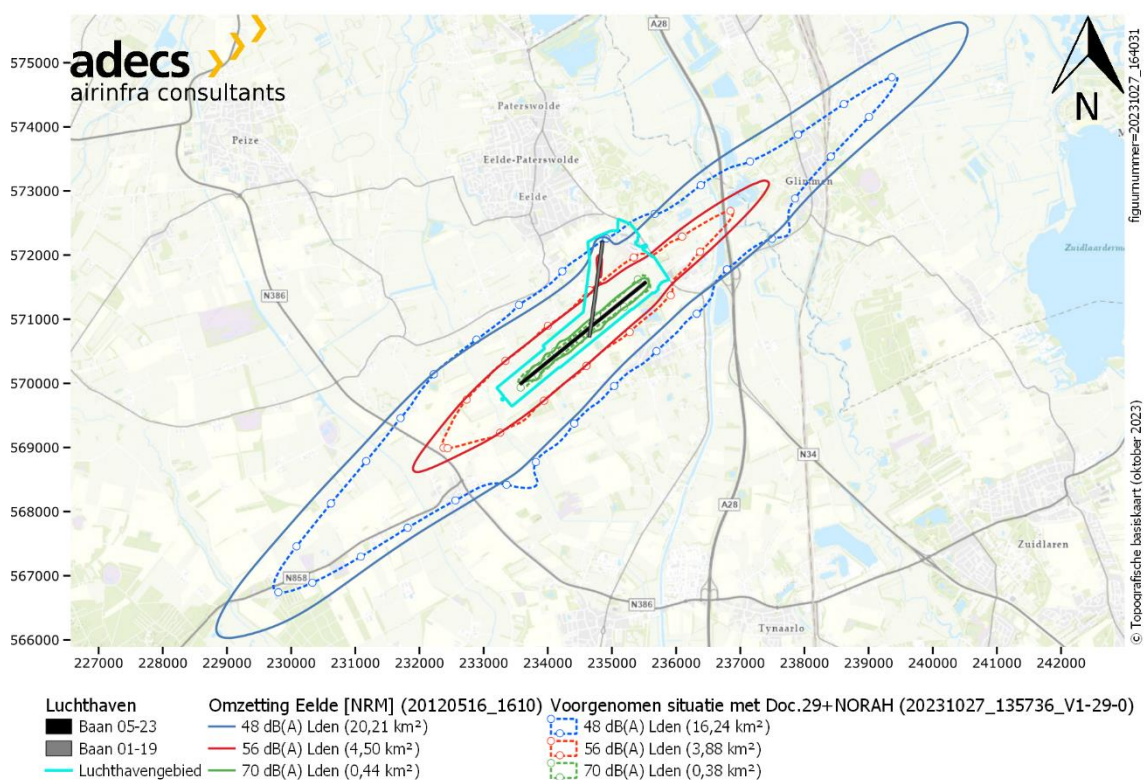 adecs
airinfra consultants
N
figuurnummer=20231027_164031
© Topografische basiskaart (oktober 2023)
575000
574000
573000
572000
571000
570000
569000
568000
567000
566000
A28
Paterswolde
Peize
Eelde-Paterswolde
Eelde
Glimmen
N386
N34
A28
Zuidlaren
N858
N386
Tynaarlo
227000 228000 229000 230000 231000 232000 233000 234000 235000 236000 237000 238000 239000 240000 241000 242000
Luchthaven
Baan 05-23
Baan 01-19
Luchthavengebied
Omzetting Eelde [NRM] (20120516_1610)
48 dB(A) Lden (20,21 km²)
56 dB(A) Lden (4,50 km²)
70 dB(A) Lden (0,44 km²)
Voorgenomen situatie met Doc.29+NORAH (20231027_135736_V1-29-0)
48 dB(A) Lden (16,24 km²)
56 dB(A) Lden (3,88 km²)
70 dB(A) Lden (0,38 km²)